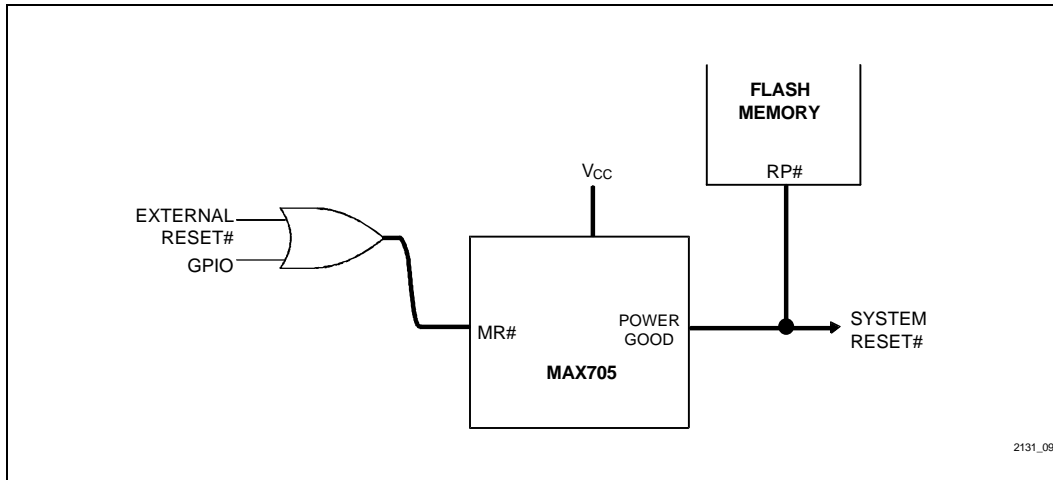 FLASH
MEMORY
RP#
VCC
EXTERNAL
RESET#
GPIO
MR#
POWER
GOOD
MAX705
SYSTEM
RESET#
2131_09